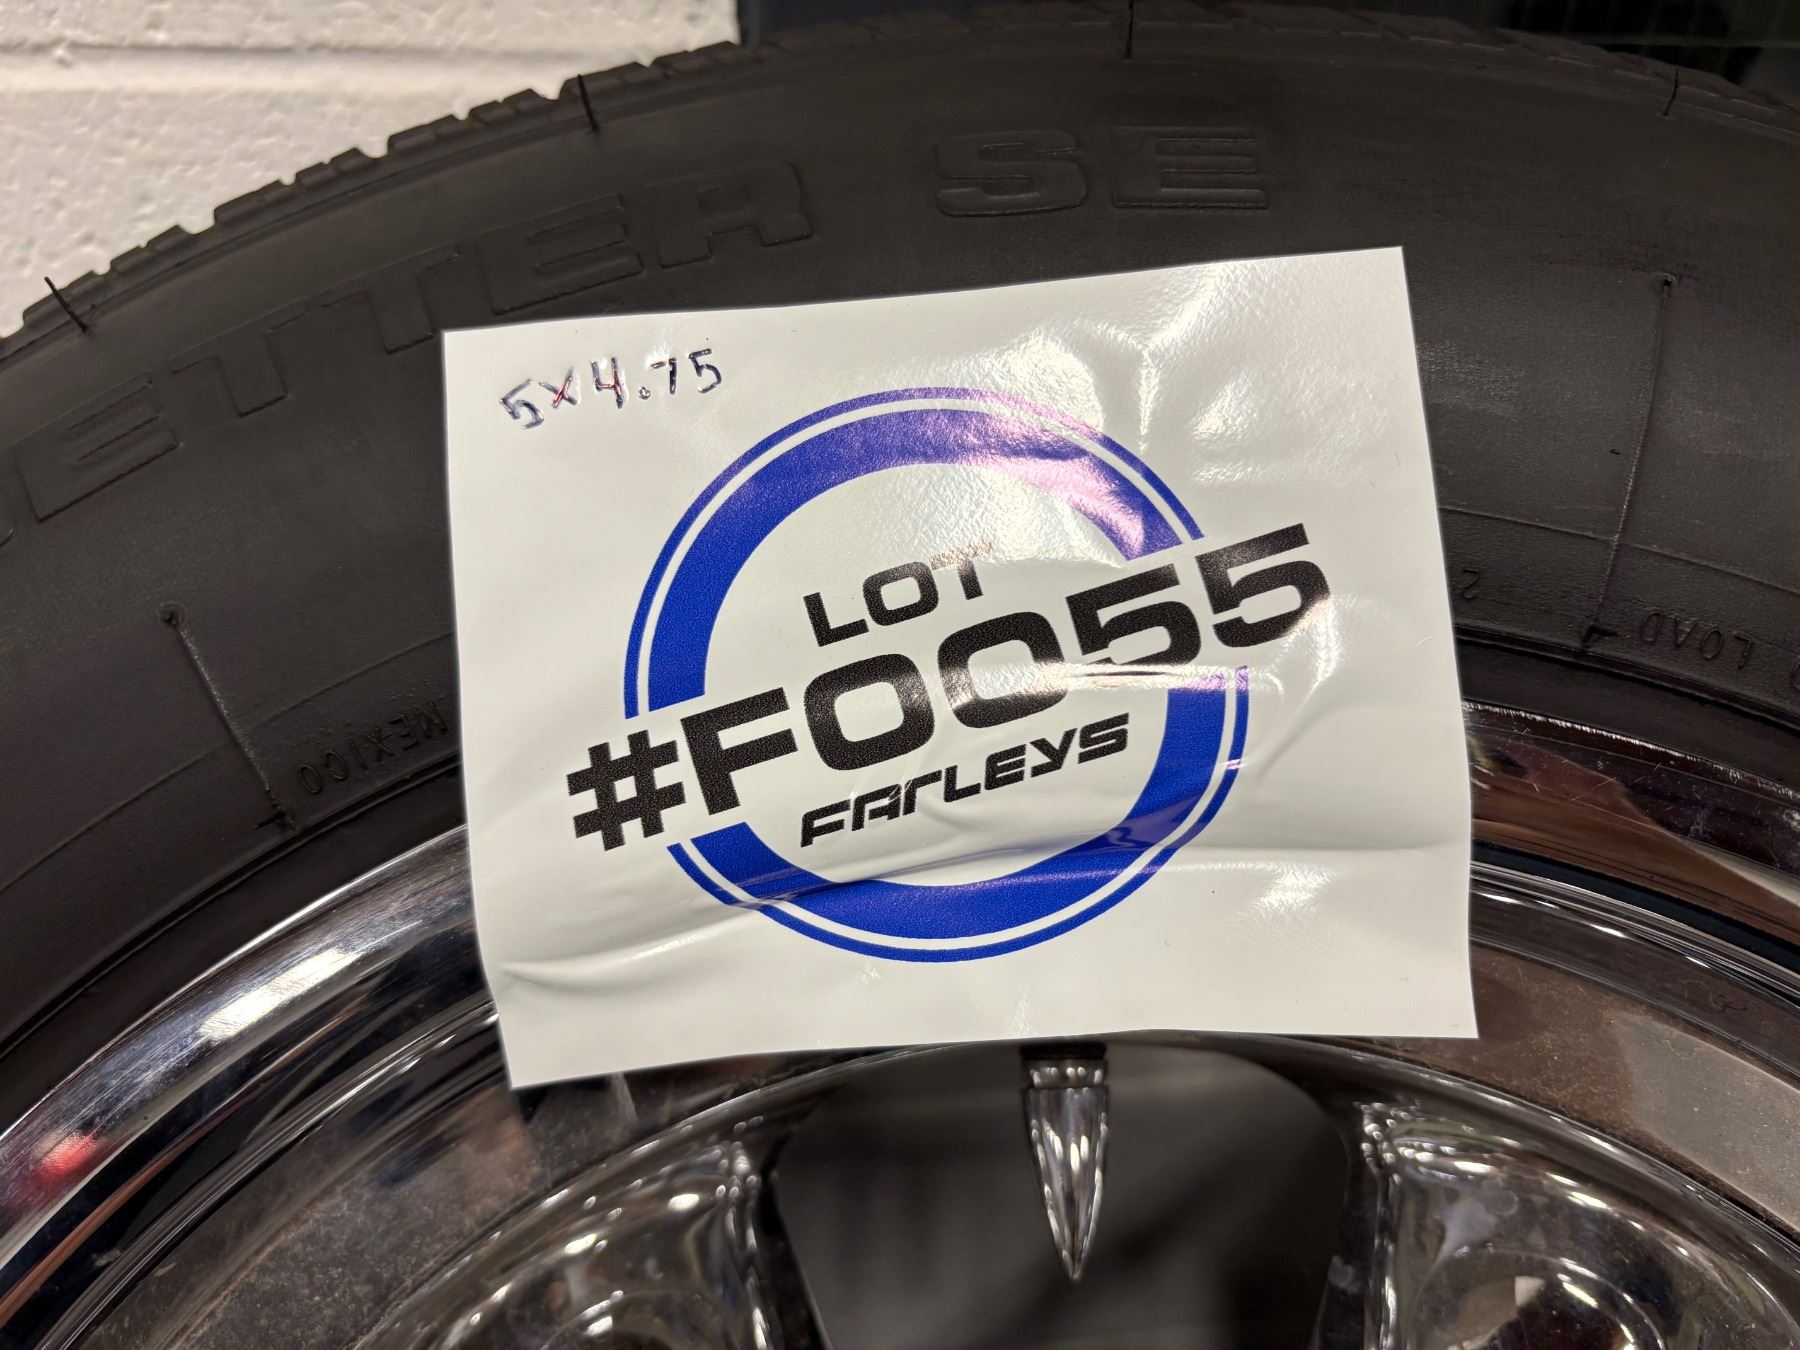 ETTER SE
5x4.75
LOT
#F0055
FARLEYS
MEXICO
LOAD